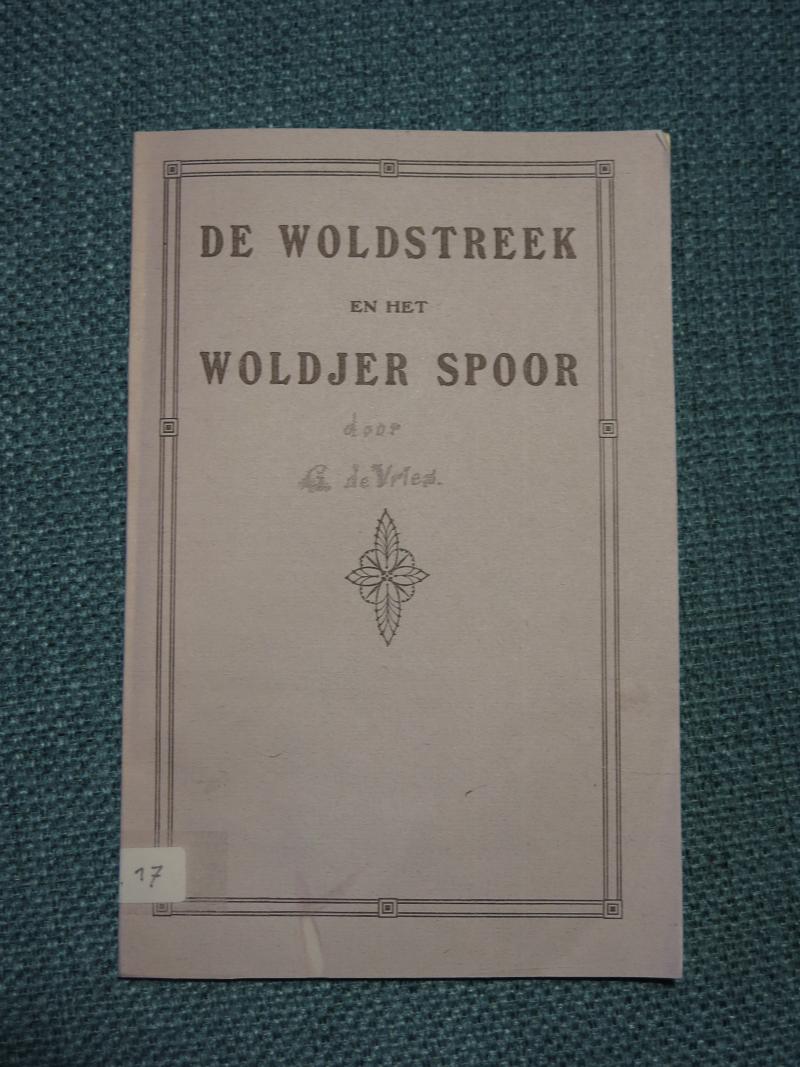 DE WOLDSTREEK
EN HET
WOLDJER SPOOR
door
G. de Vries.
17